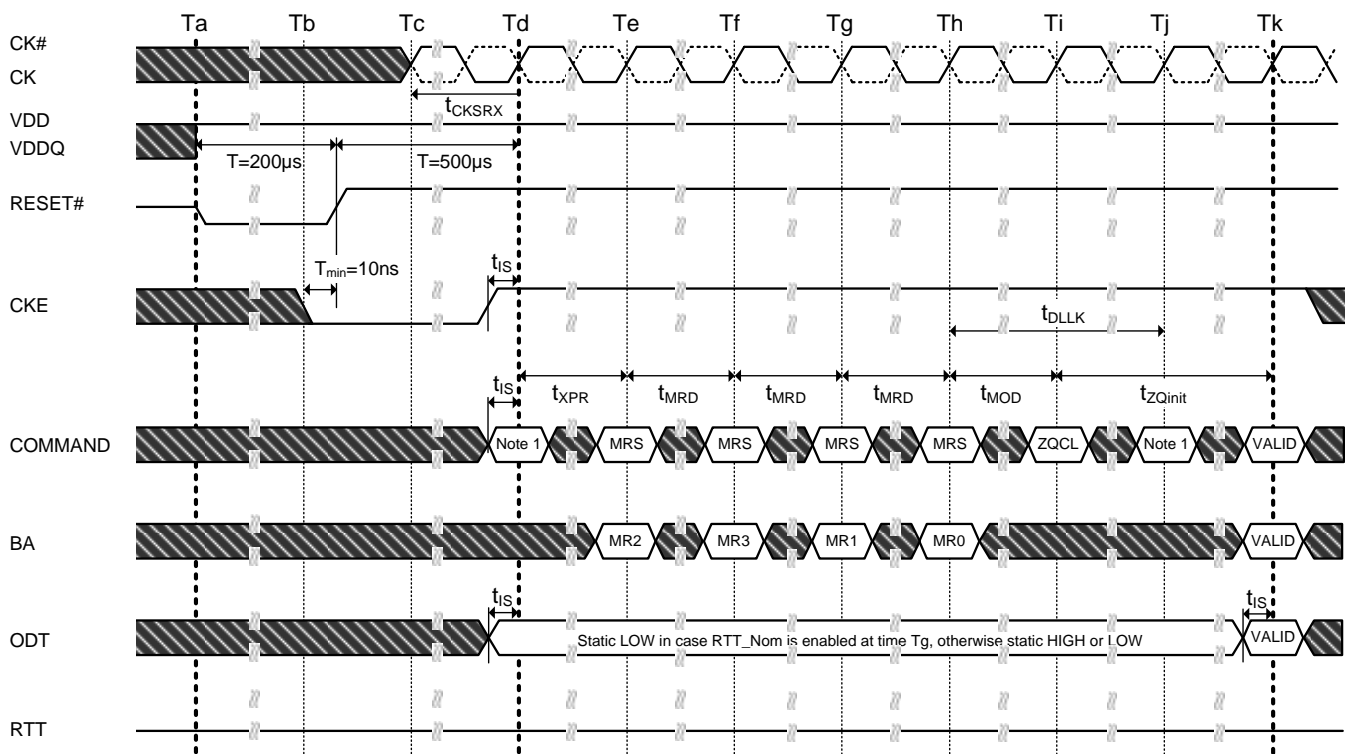 Ta Tb Tc Td Te Tf Tg Th Ti Tj Tk
CK#
CK
tCKSRX
VDD
VDDQ
T=200µs T=500µs
RESET#
Tmin=10ns
tIS
CKE
tDLLK
tIS tXPR tMRD tMRD tMRD tMOD tZQinit
COMMAND Note 1 MRS MRS MRS MRS ZQCL Note 1 VALID
BA MR2 MR3 MR1 MR0 VALID
tIS tIS
ODT Static LOW in case RTT_Nom is enabled at time Tg, otherwise static HIGH or LOW VALID
RTT